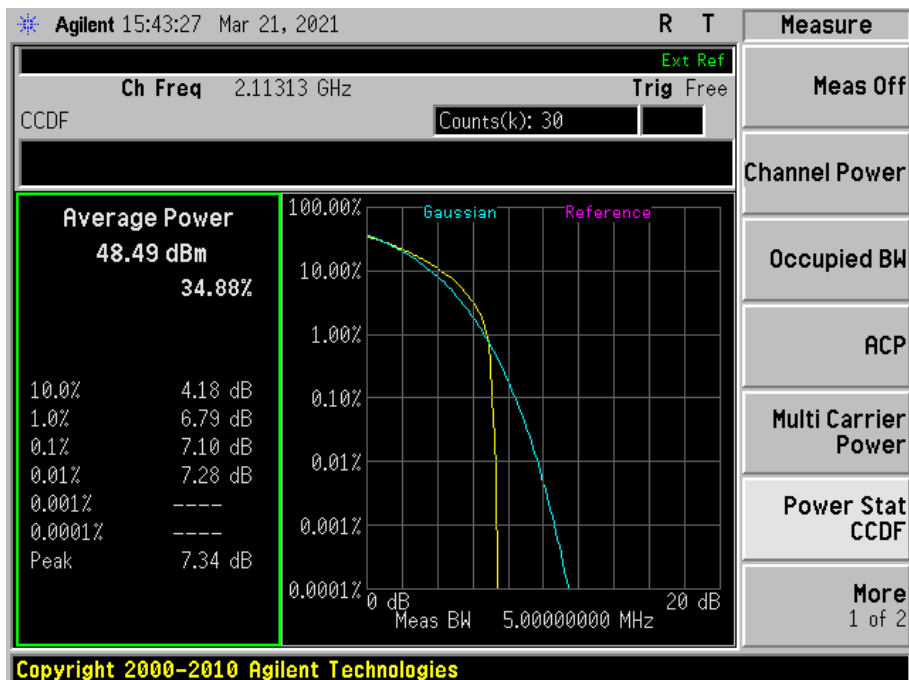 Agilent 15:43:27 Mar 21, 2021 R T
Measure
Ext Ref
Ch Freq 2.11313 GHz Trig Free
CCDF Counts(k): 30
Meas Off
Channel Power
Occupied BW
ACP
Multi Carrier
Power
Power Stat
CCDF
More
1 of 2
Average Power
48.49 dBm
34.88%
10.0% 4.18 dB
1.0% 6.79 dB
0.1% 7.10 dB
0.01% 7.28 dB
0.001% ----
0.0001% ----
Peak 7.34 dB
Gaussian Reference
100.00%
10.00%
1.00%
0.10%
0.01%
0.001%
0.0001%
0 dB 20 dB
Meas BW 5.00000000 MHz
Copyright 2000-2010 Agilent Technologies